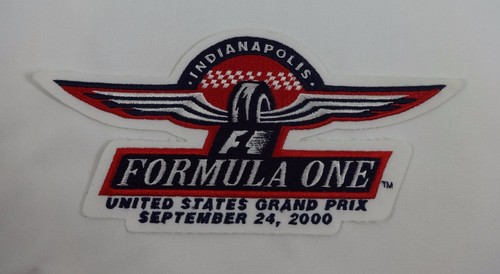 ·INDIANAPOLIS·
F1
FORMULA ONE
TM
UNITED STATES GRAND PRIX
SEPTEMBER 24, 2000